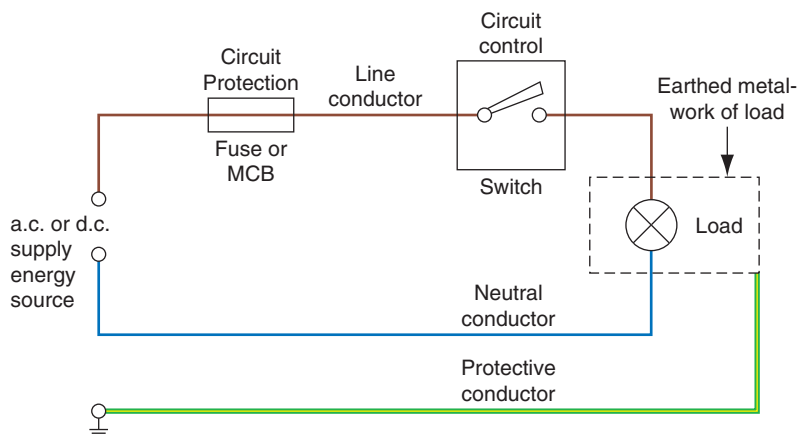 Circuit
control
Circuit
Protection
Line
conductor
Earthed metal-
work of load
Fuse or
MCB
Switch
a.c. or d.c.
supply
energy
source
Load
Neutral
conductor
Protective
conductor